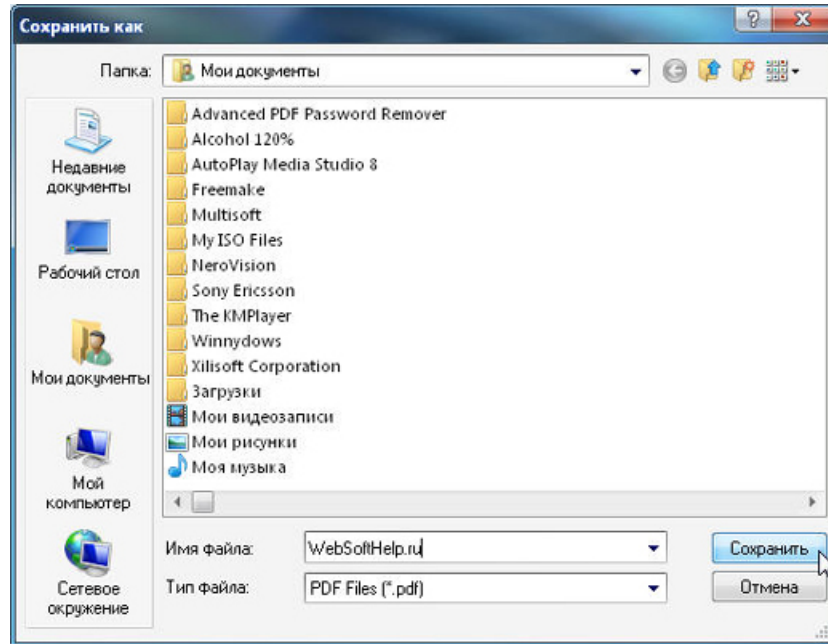 Сохранить как
Папка:
Мои документы
Недавние
документы
Рабочий стол
Мои документы
Мой
компьютер
Сетевое
окружение
Advanced PDF Password Remover
Alcohol 120%
AutoPlay Media Studio 8
Freemake
Multisoft
My ISO Files
NeroVision
Sony Ericsson
The KMPlayer
Winnydows
Xilisoft Corporation
Загрузки
Мои видеозаписи
Мои рисунки
Моя музыка
Имя файла:
WebSoftHelp.ru
Сохранить
Тип файла:
PDF Files (*.pdf)
Отмена